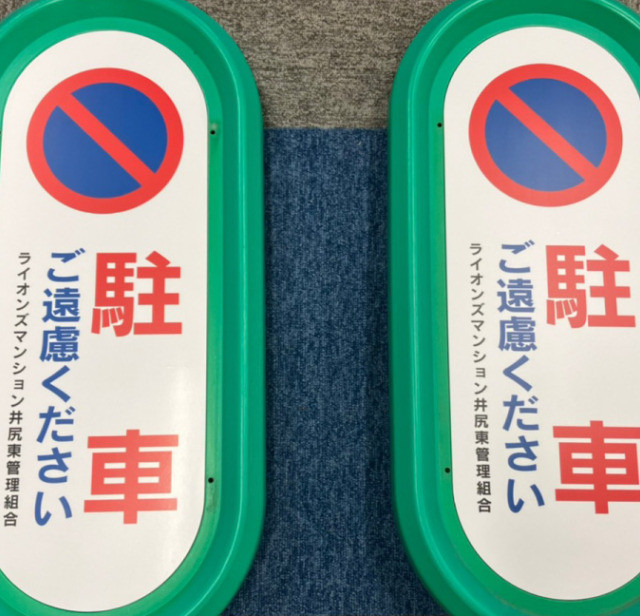 駐車
ご遠慮ください
ライオンズマンション井尻東管理組合
駐車
ご遠慮ください
ライオンズマンション井尻東管理組合